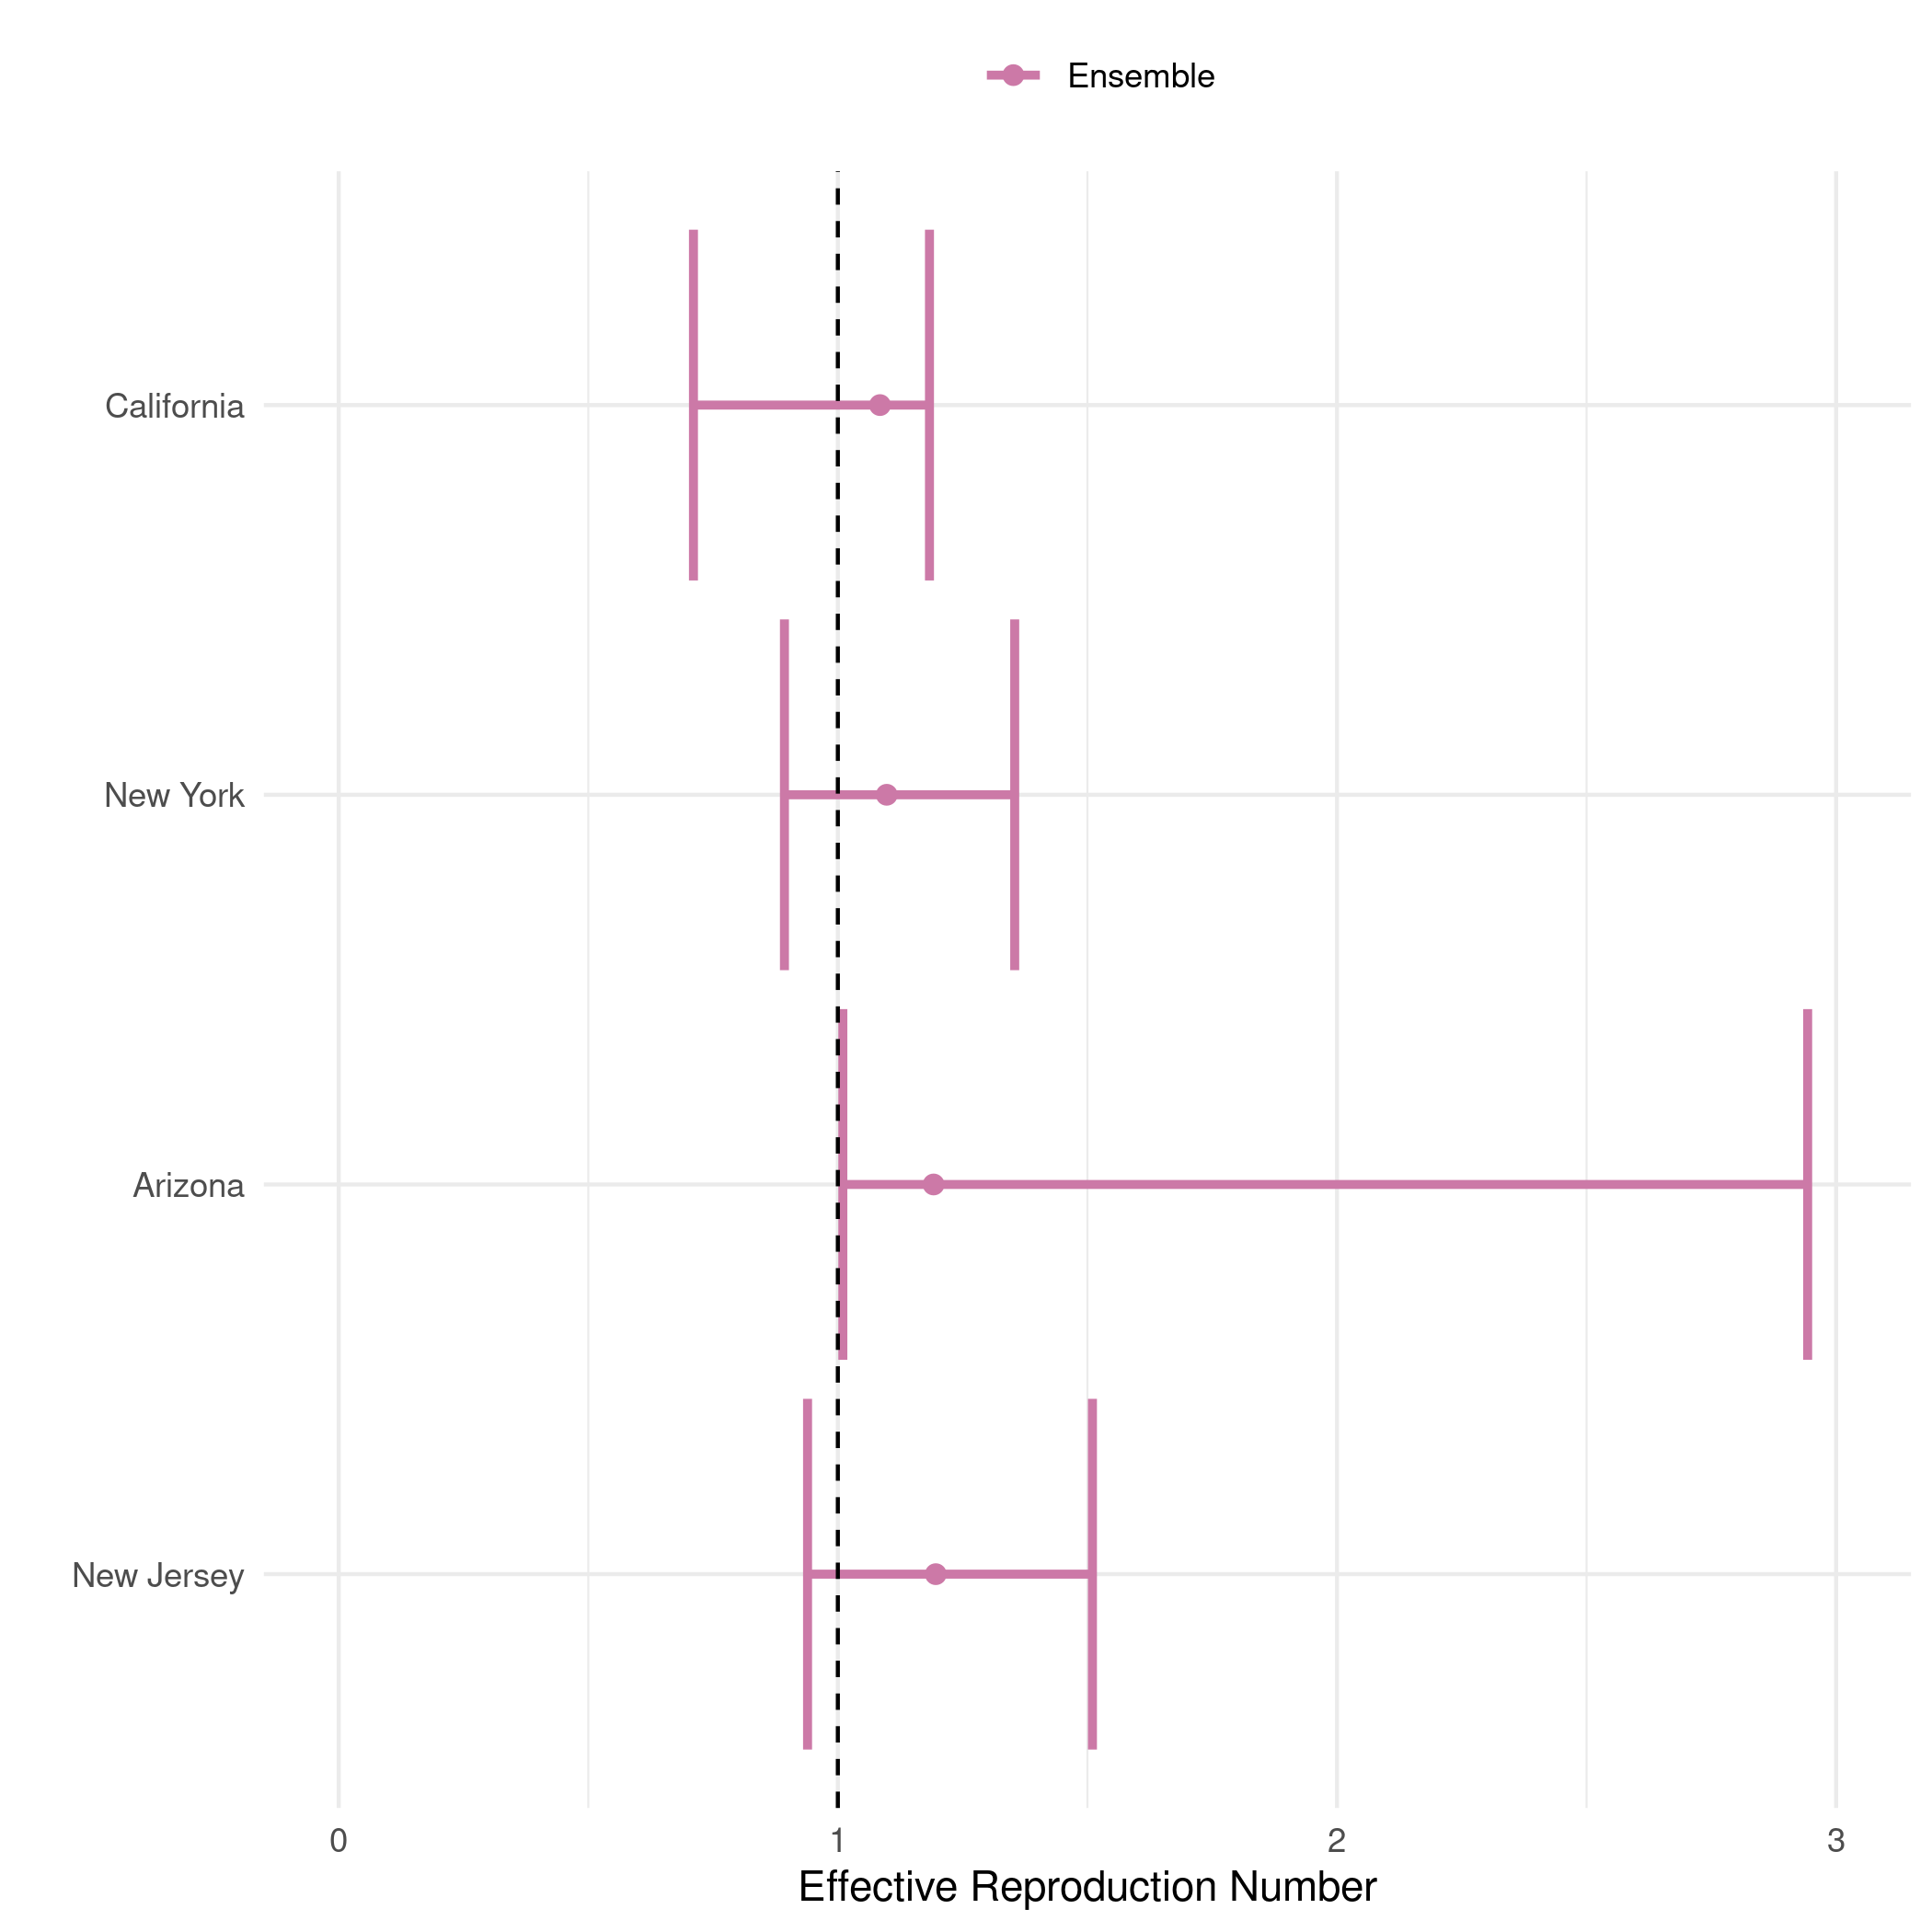 Ensemble
California
New York
Arizona
New Jersey
0 1 2 3
Effective Reproduction Number